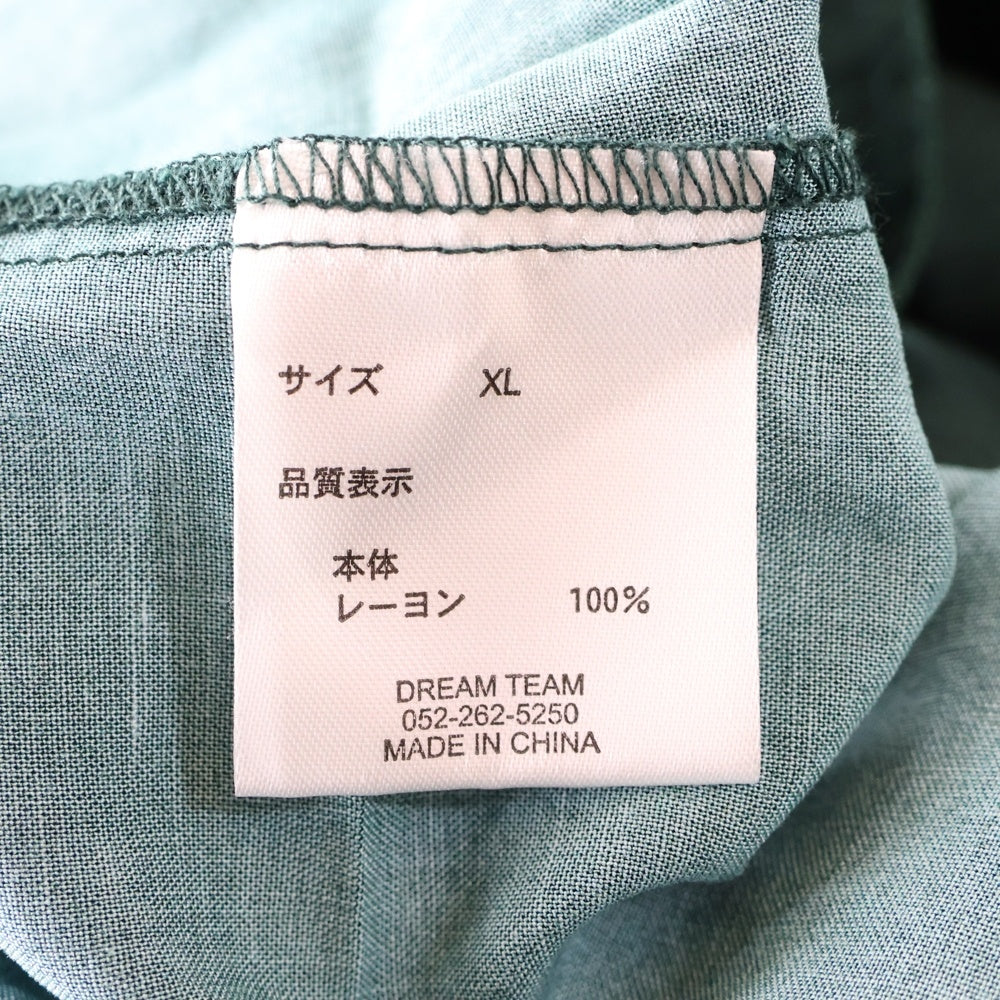 サイズ XL
品質表示
本体
レーヨン 100%
DREAM TEAM
052-262-5250
MADE IN CHINA